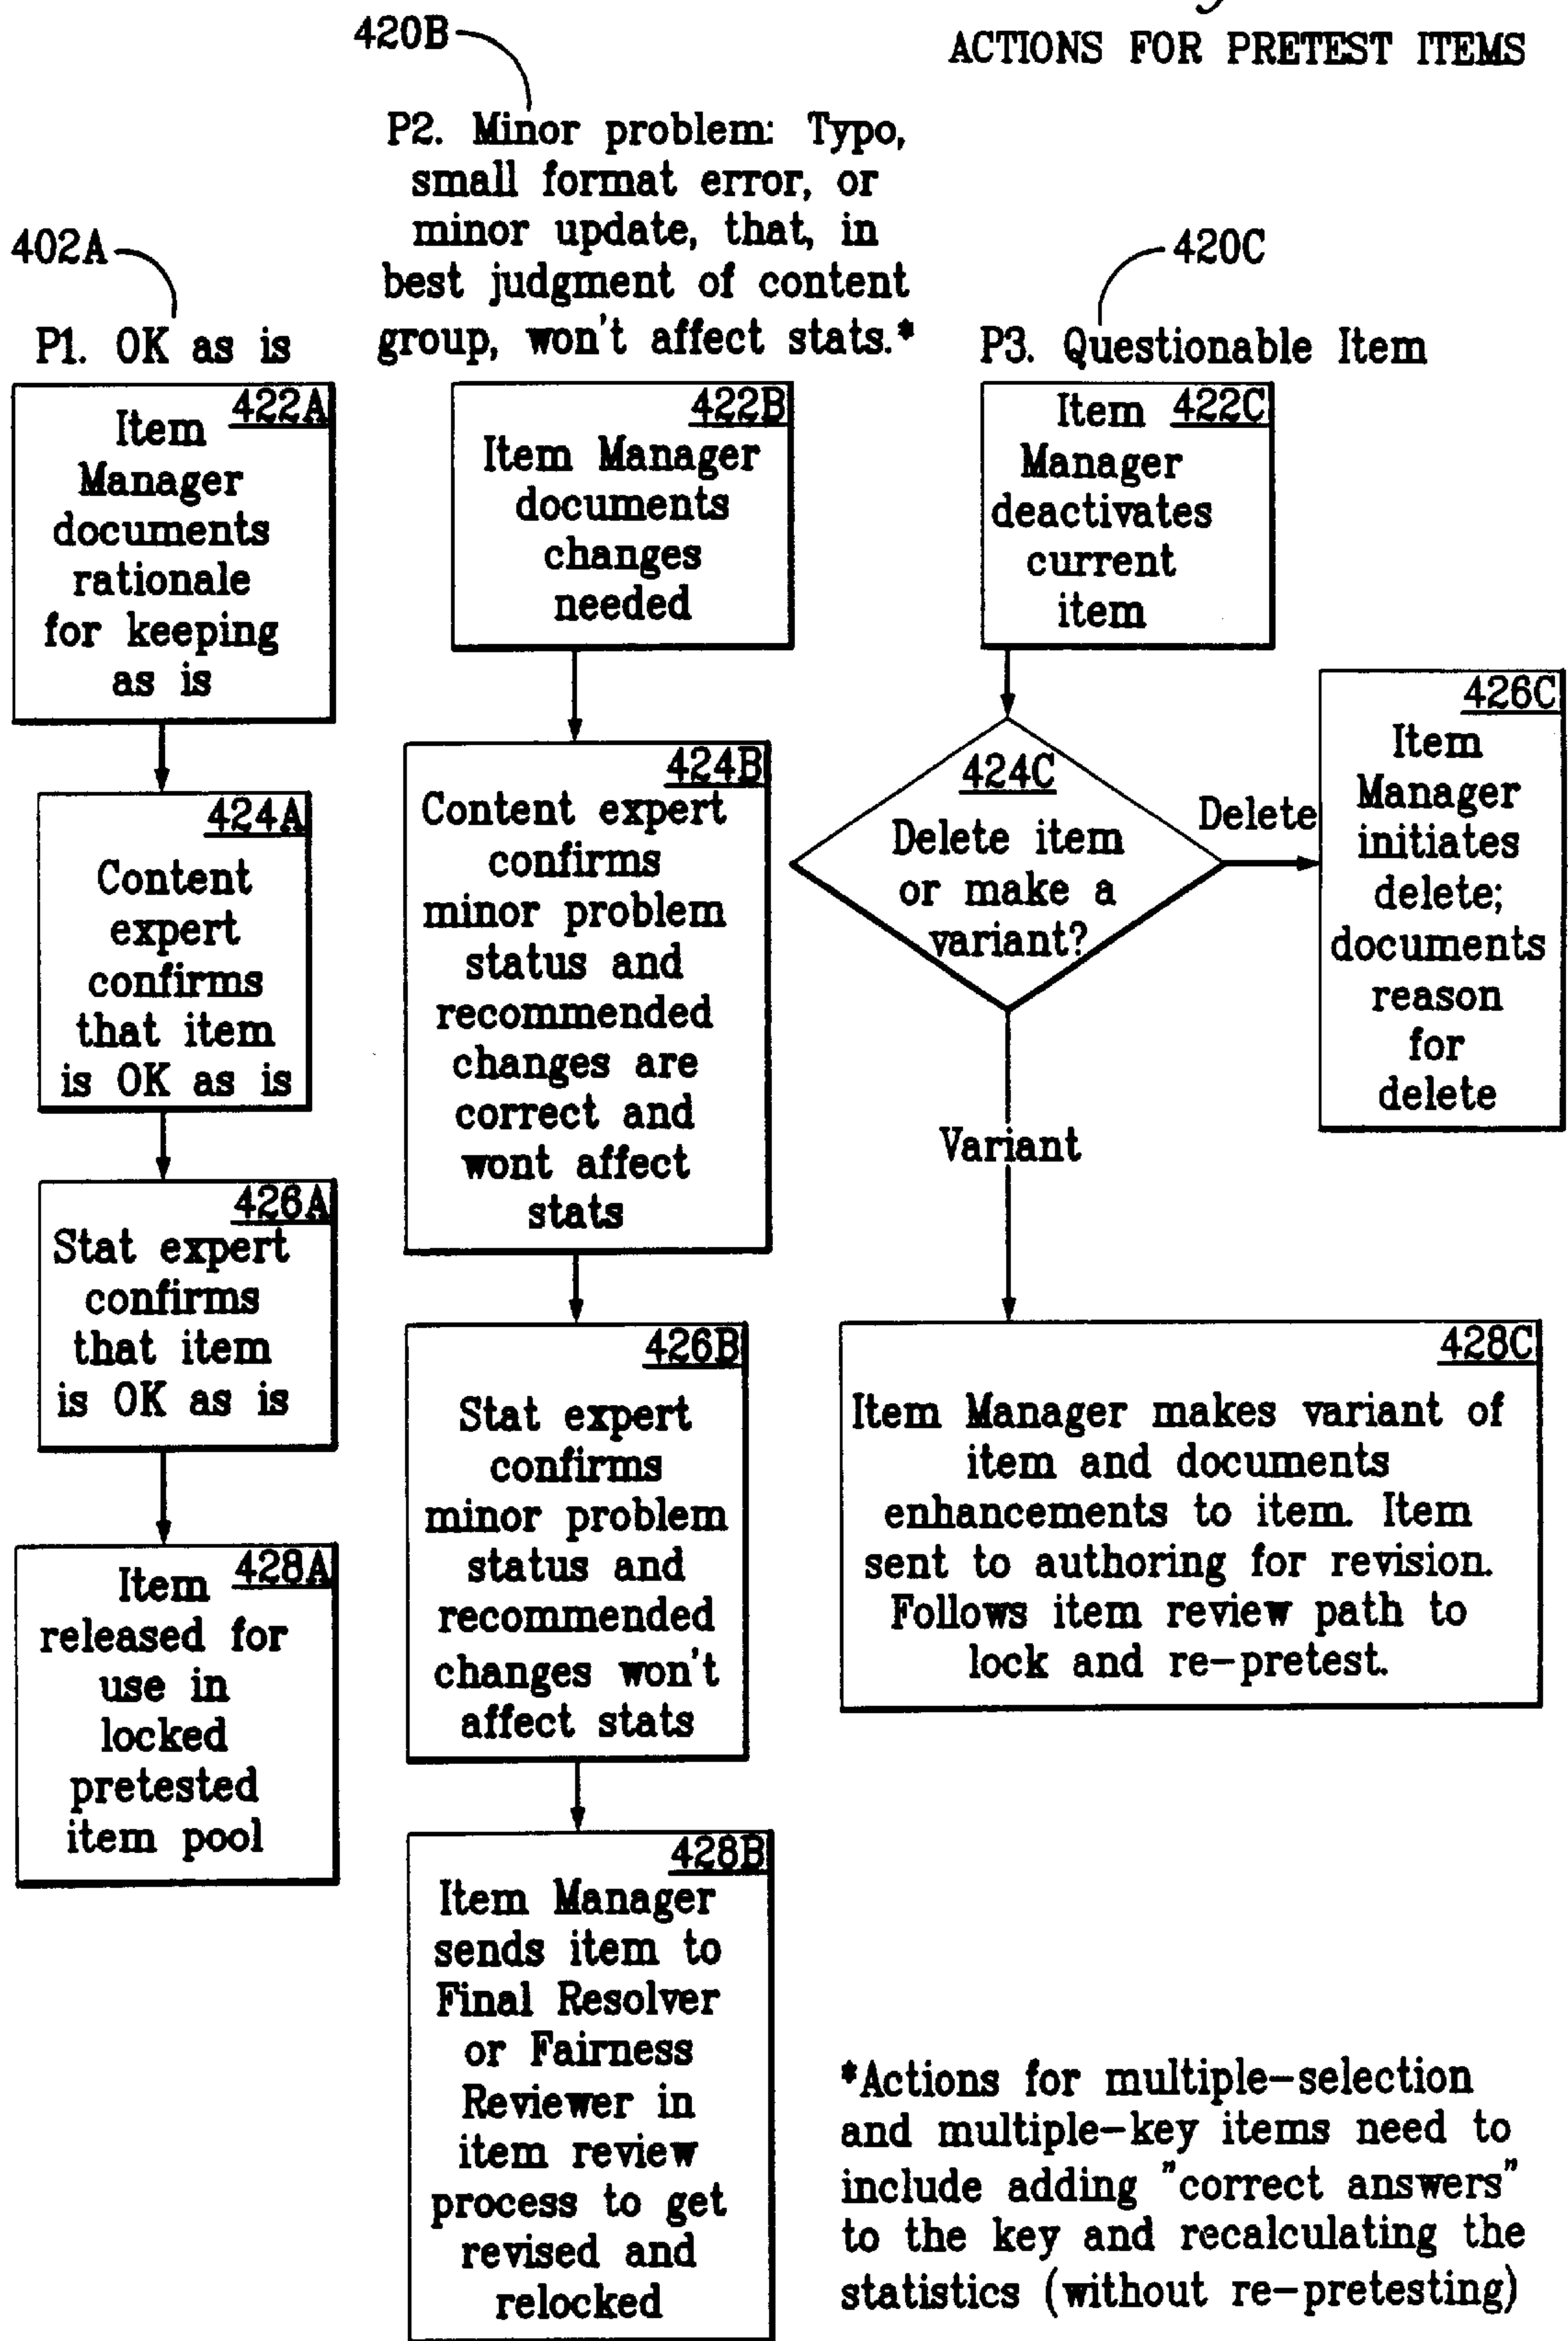 ACTIONS FOR PRETEST ITEMS
402A
P1. OK as is
422A
Item
Manager
documents
rationale
for keeping
as is
424A
Content
expert
confirms
that item
is OK as is
426A
Stat expert
confirms
that item
is OK as is
428A
Item
released for
use in
locked
pretested
item pool
420B
P2. Minor problem: Typo,
small format error, or
minor update, that, in
best judgment of content
group, won't affect stats.*
422B
Item Manager
documents
changes
needed
424B
Content expert
confirms
minor problem
status and
recommended
changes are
correct and
wont affect
stats
426B
Stat expert
confirms
minor problem
status and
recommended
changes won't
affect stats
428B
Item Manager
sends item to
Final Resolver
or Fairness
Reviewer in
item review
process to get
revised and
relocked
420C
P3. Questionable Item
422C
Item
Manager
deactivates
current
item
424C
Delete item
or make a
variant?
Delete
426C
Item
Manager
initiates
delete;
documents
reason
for
delete
Variant
428C
Item Manager makes variant of
item and documents
enhancements to item. Item
sent to authoring for revision.
Follows item review path to
lock and re-pretest.
*Actions for multiple-selection
and multiple-key items need to
include adding "correct answers"
to the key and recalculating the
statistics (without re-pretesting)